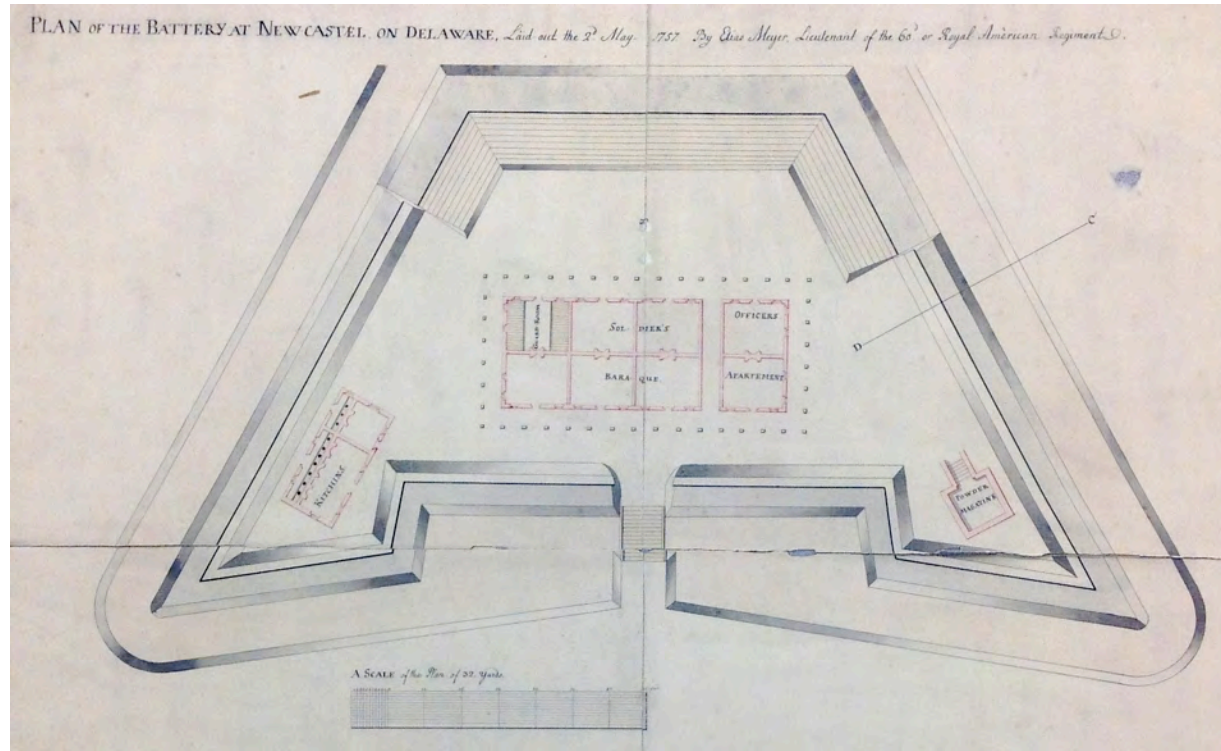 PLAN OF THE BATTERY AT NEWCASTEL ON DELAWARE, Laid out the 2d May 1757 By Elias Meyer, Lieutenant of the 60d or Royal American Regiment.
C
D
SOLDIER'S
OFFICERS
BARAQUE
APARTEMENT
KITCHINS
POWDER
MAGAZINE
A SCALE of the Plan of 32 Yards